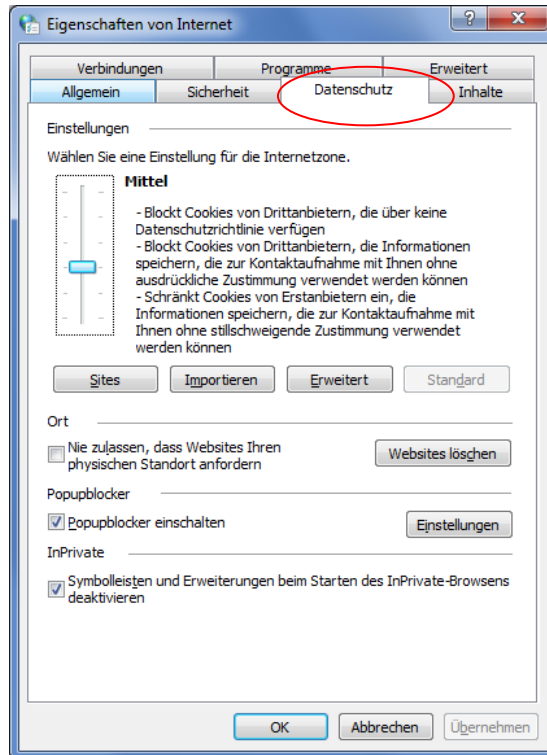 Eigenschaften von Internet
Verbindungen Programme Erweitert
Allgemein Sicherheit Datenschutz Inhalte
Einstellungen
Wählen Sie eine Einstellung für die Internetzone.
Mittel
- Blockt Cookies von Drittanbietern, die über keine
Datenschutzrichtlinie verfügen
- Blockt Cookies von Drittanbietern, die Informationen
speichern, die zur Kontaktaufnahme mit Ihnen ohne
ausdrückliche Zustimmung verwendet werden können
- Schränkt Cookies von Erstanbietern ein, die
Informationen speichern, die zur Kontaktaufnahme mit
Ihnen ohne stillschweigende Zustimmung verwendet
werden können
Sites Importieren Erweitert Standard
Ort
Nie zulassen, dass Websites Ihren
physischen Standort anfordern
Websites löschen
Popupblocker
Popupblocker einschalten
Einstellungen
InPrivate
Symbolleisten und Erweiterungen beim Starten des InPrivate-Browsens
deaktivieren
OK Abbrechen Übernehmen